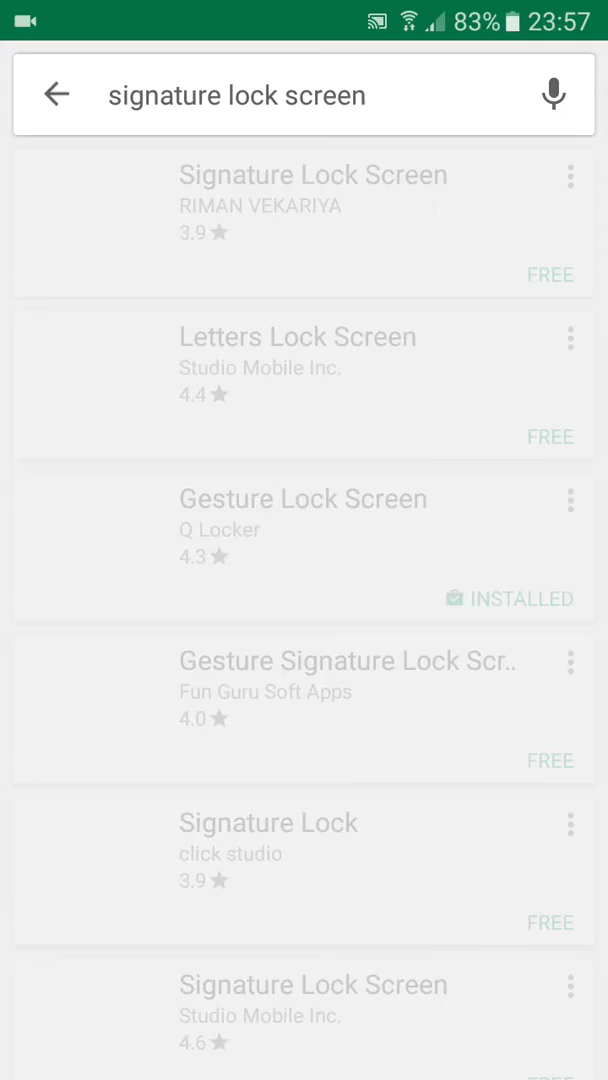 83% 23:57
signature lock screen
Signature Lock Screen
RIMAN VEKARIYA
3.9
FREE
Letters Lock Screen
Studio Mobile Inc.
4.4
FREE
Gesture Lock Screen
Q Locker
4.3
INSTALLED
Gesture Signature Lock Scr..
Fun Guru Soft Apps
4.0
FREE
Signature Lock
click studio
3.9
FREE
Signature Lock Screen
Studio Mobile Inc.
4.6
FREE